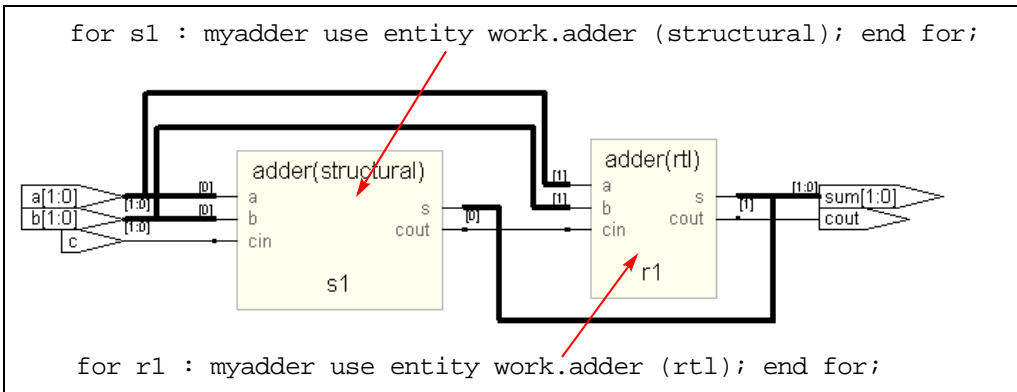 for s1 : myadder use entity work.adder (structural); end for;
adder(structural)
adder(rtl)
a[1:0]
[1:0]
[0]
a
b[1:0]
[1:0]
[0]
b
c
cin
s
[0]
cout
s1
[1]
a
[1]
b
cin
s
[1]
cout
r1
[1:0]
sum[1:0]
cout
for r1 : myadder use entity work.adder (rtl); end for;